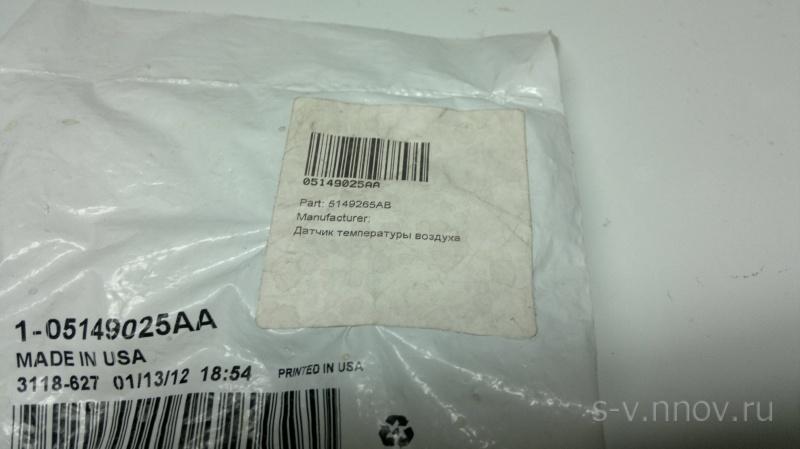 05149025AA
Part: 5149265AB
Manufacturer:
Датчик температуры воздуха
1-05149025AA
MADE IN USA
3118-627 01/13/12 18:54 PRINTED IN USA
s-v.nnov.ru